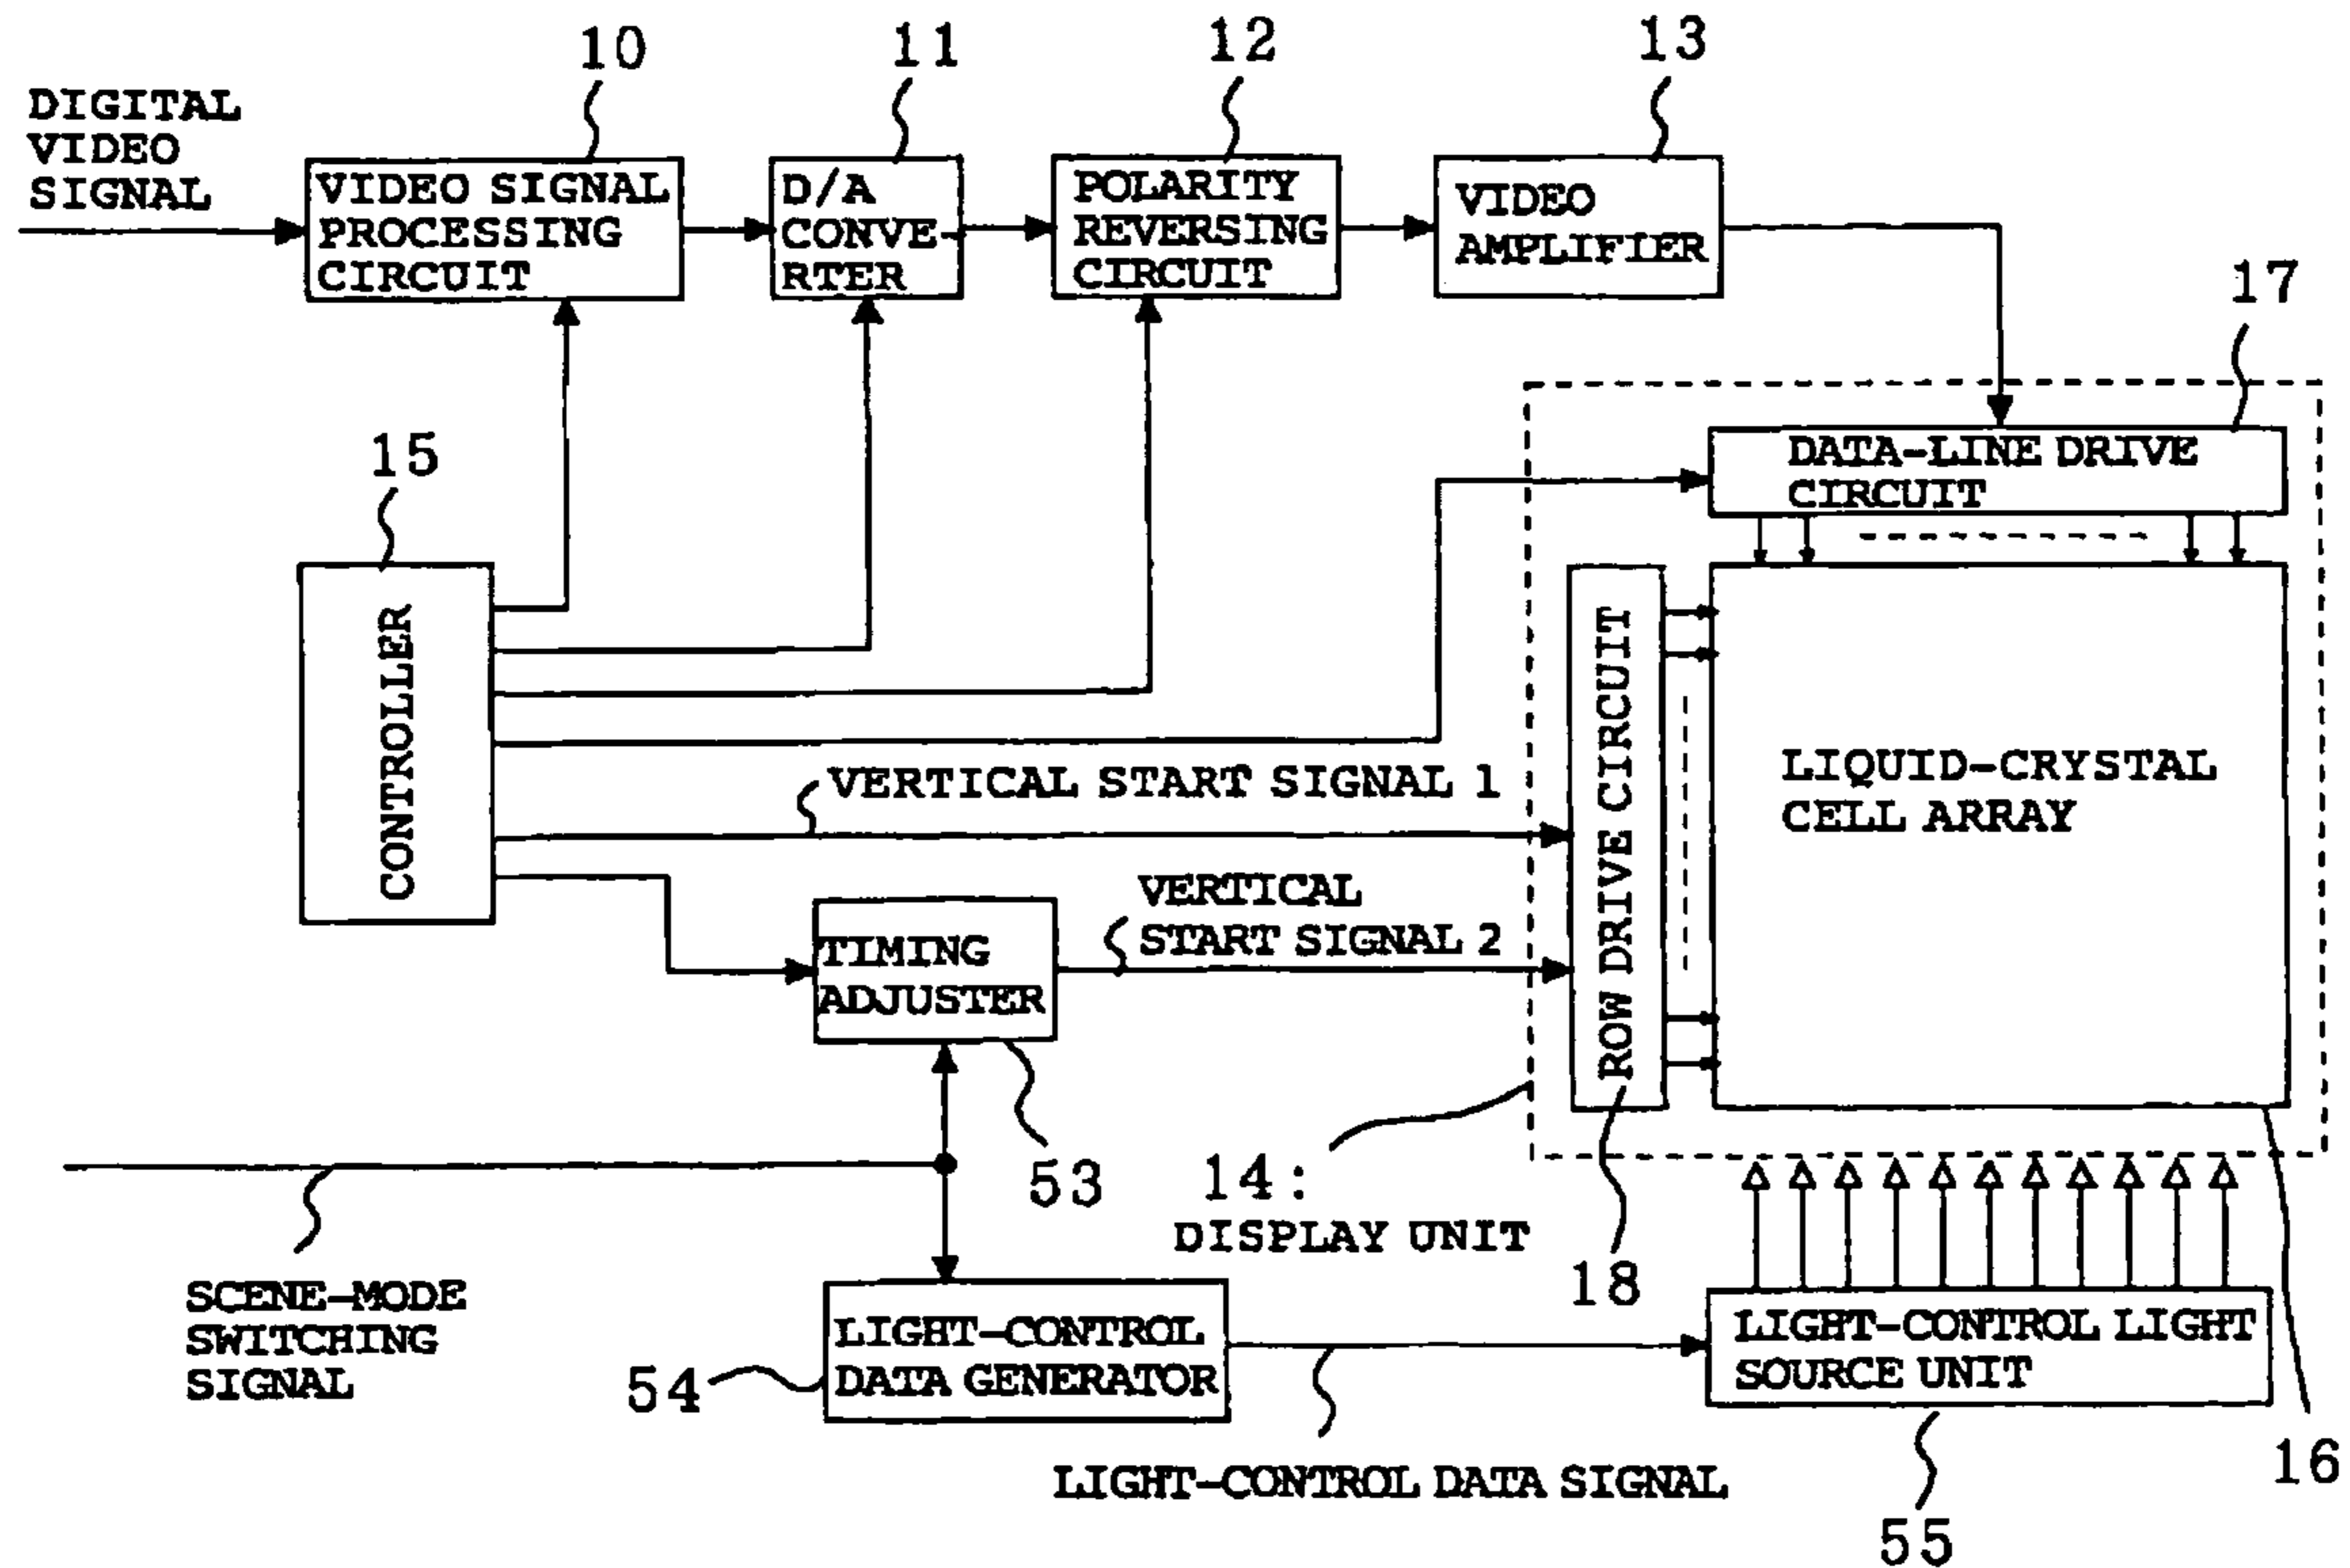 10
11
12
13
DIGITAL
VIDEO
SIGNAL
VIDEO SIGNAL
PROCESSING
CIRCUIT
D/A
CONVE-
RTER
POLARITY
REVERSING
CIRCUIT
VIDEO
AMPLIFIER
17
15
DATA-LINE DRIVE
CIRCUIT
CONTROLLER
ROW DRIVE CIRCUIT
LIQUID-CRYSTAL
CELL ARRAY
VERTICAL START SIGNAL 1
VERTICAL
START SIGNAL 2
TIMING
ADJUSTER
53
14:
DISPLAY UNIT
18
SCENE-MODE
SWITCHING
SIGNAL
54
LIGHT-CONTROL
DATA GENERATOR
LIGHT-CONTROL LIGHT
SOURCE UNIT
16
LIGHT-CONTROL DATA SIGNAL
55